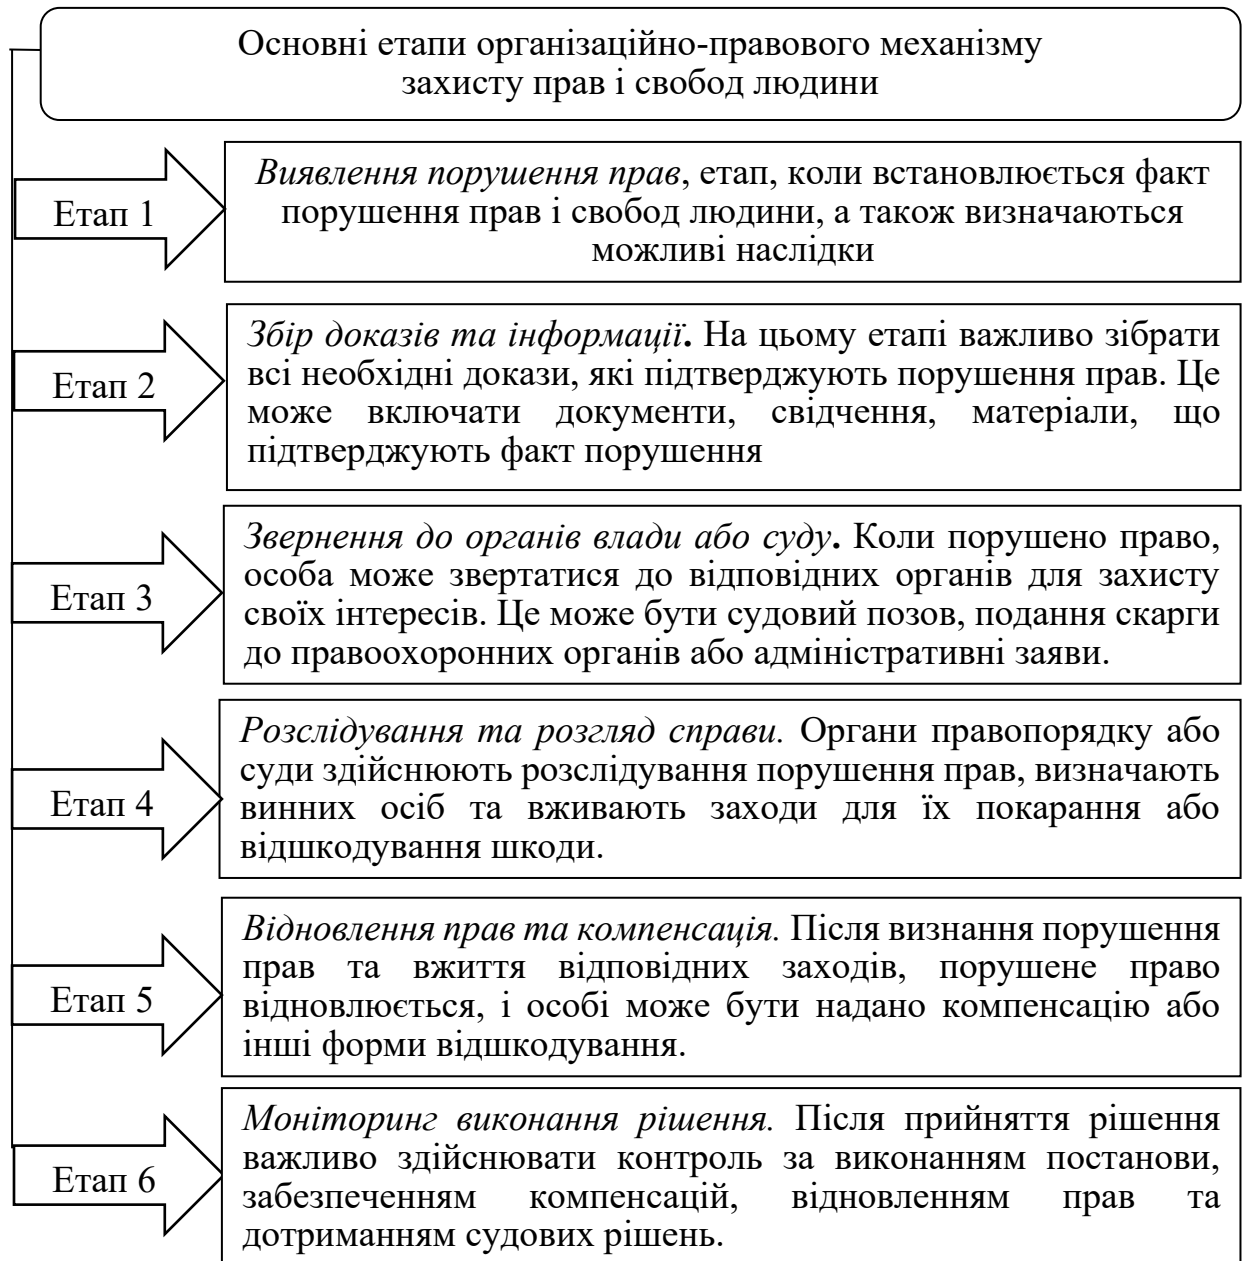 Основні етапи організаційно-правового механізму
захисту прав і свобод людини
Етап 1
Виявлення порушення прав, етап, коли встановлюється факт
порушення прав і свобод людини, а також визначаються
можливі наслідки
Етап 2
Збір доказів та інформації. На цьому етапі важливо зібрати
всі необхідні докази, які підтверджують порушення прав. Це
може включати документи, свідчення, матеріали, що
підтверджують факт порушення
Етап 3
Звернення до органів влади або суду. Коли порушено право,
особа може звертатися до відповідних органів для захисту
своїх інтересів. Це може бути судовий позов, подання скарги
до правоохоронних органів або адміністративні заяви.
Етап 4
Розслідування та розгляд справи. Органи правопорядку або
суди здійснюють розслідування порушення прав, визначають
винних осіб та вживають заходи для їх покарання або
відшкодування шкоди.
Етап 5
Відновлення прав та компенсація. Після визнання порушення
прав та вжиття відповідних заходів, порушене право
відновлюється, і особі може бути надано компенсацію або
інші форми відшкодування.
Етап 6
Моніторинг виконання рішення. Після прийняття рішення
важливо здійснювати контроль за виконанням постанови,
забезпеченням компенсацій, відновленням прав та
дотриманням судових рішень.